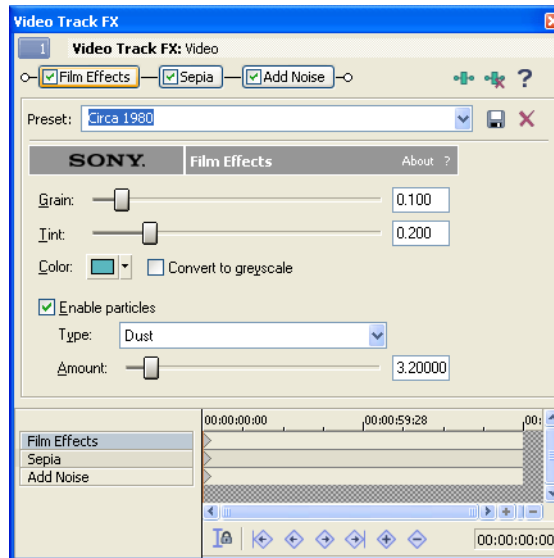 Video Track FX
1 Video Track FX: Video
Film Effects Sepia Add Noise ?
Preset: Circa 1980
SONY. Film Effects About ?
Grain: 0.100
Tint: 0.200
Color: Convert to greyscale
Enable particles
Type: Dust
Amount: 3.20000
00:00:00:00 00:00:59:28 00:
Film Effects
Sepia
Add Noise
00:00:00:00